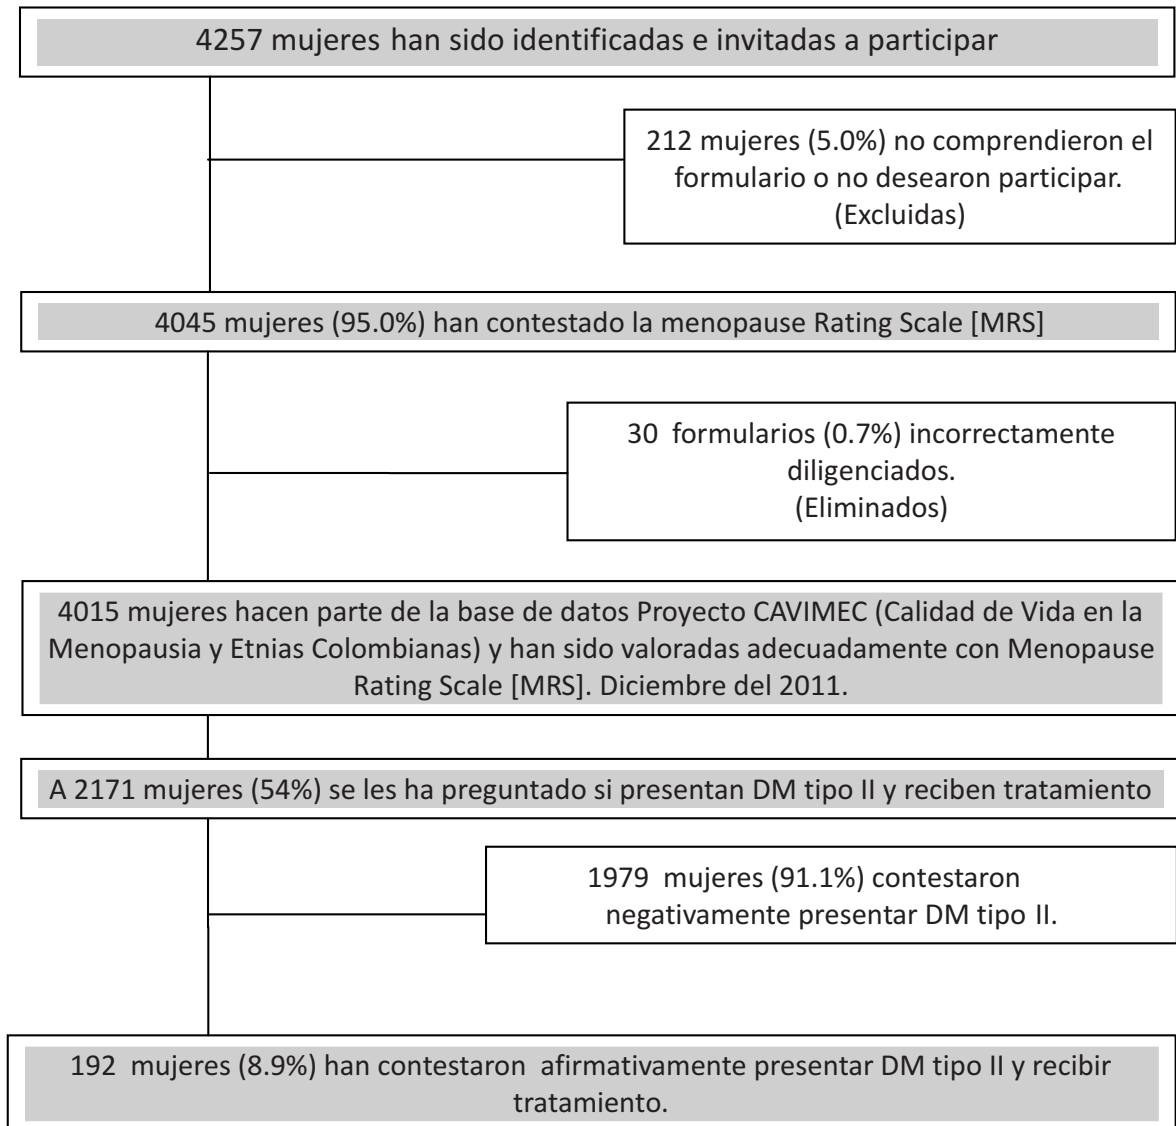 4257 mujeres han sido identificadas e invitadas a participar
212 mujeres (5.0%) no comprendieron el
formulario o no desearon participar.
(Excluidas)
4045 mujeres (95.0%) han contestado la menopause Rating Scale [MRS]
30 formularios (0.7%) incorrectamente
diligenciados.
(Eliminados)
4015 mujeres hacen parte de la base de datos Proyecto CAVIMEC (Calidad de Vida en la
Menopausia y Etnias Colombianas) y han sido valoradas adecuadamente con Menopause
Rating Scale [MRS]. Diciembre del 2011.
A 2171 mujeres (54%) se les ha preguntado si presentan DM tipo II y reciben tratamiento
1979 mujeres (91.1%) contestaron
negativamente presentar DM tipo II.
192 mujeres (8.9%) han contestaron afirmativamente presentar DM tipo II y recibir
tratamiento.